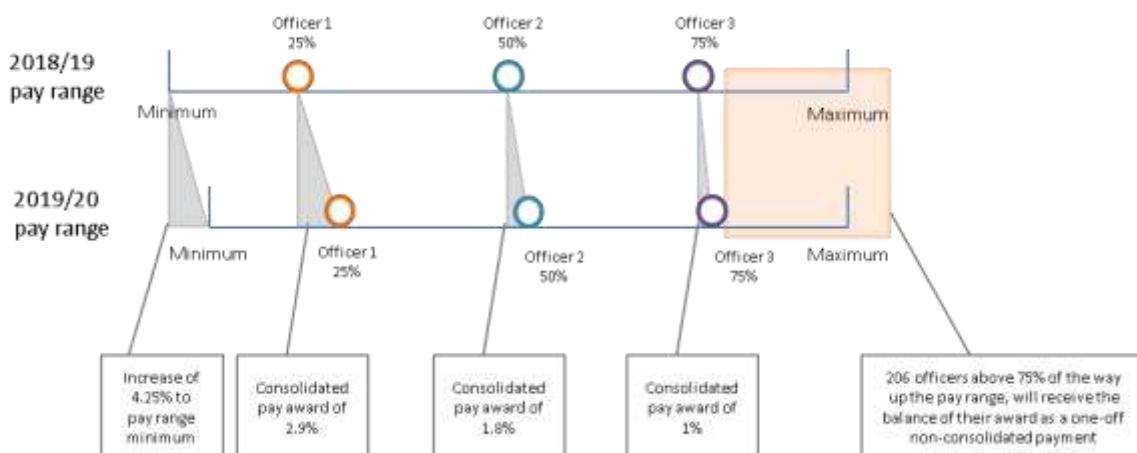 Officer 1
25%
Officer 2
50%
Officer 3
75%
2018/19
pay range
Minimum
Maximum
2019/20
pay range
Minimum
Officer 1
25%
Officer 2
50%
Officer 3
75%
Maximum
Increase of
4.25% to
pay range
minimum
Consolidated
pay award of
2.9%
Consolidated
pay award of
1.8%
Consolidated
pay award of
1%
206 officers above 75% of the way
up the pay range, will receive the
balance of their award as a one-off
non-consolidated payment